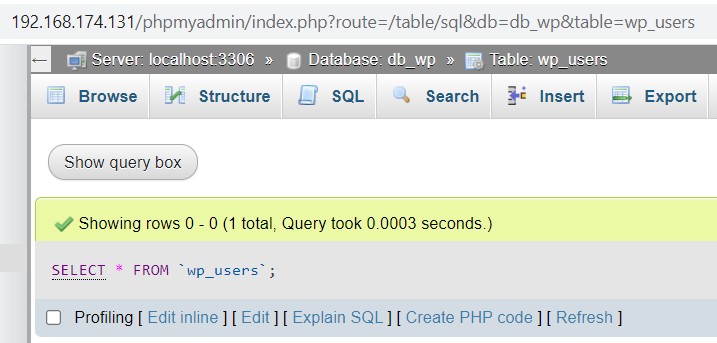 192.168.174.131/phpmyadmin/index.php?route=/table/sql&db=db_wp&table=wp_users
← Server: localhost:3306 » Database: db_wp » Table: wp_users
Browse Structure SQL Search Insert Export
Show query box
Showing rows 0 - 0 (1 total, Query took 0.0003 seconds.)
SELECT * FROM `wp_users`;
Profiling [ Edit inline ] [ Edit ] [ Explain SQL ] [ Create PHP code ] [ Refresh ]